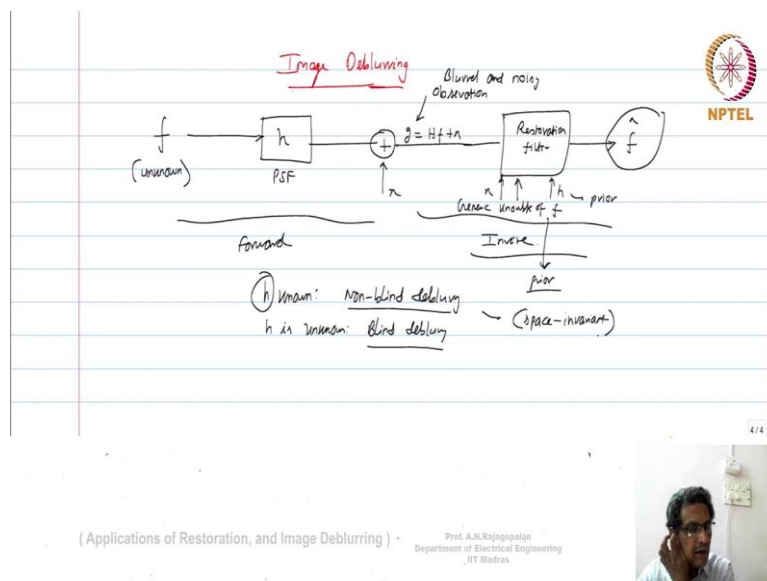 Image Deblurring
Blurred and noisy
observation
NPTEL
f
h
+
g = Hf + n
Restoration
filter
f̂
(unknown)
PSF
n
n
h
prior
Generic knowledge of f
forward
Inverse
prior
h known: Non-blind deblurring
h is unknown: Blind deblurring
(space-invariant)
4/4
( Applications of Restoration, and Image Deblurring )
Prof. A.N.Rajagopalan
Department of Electrical Engineering
IIT Madras